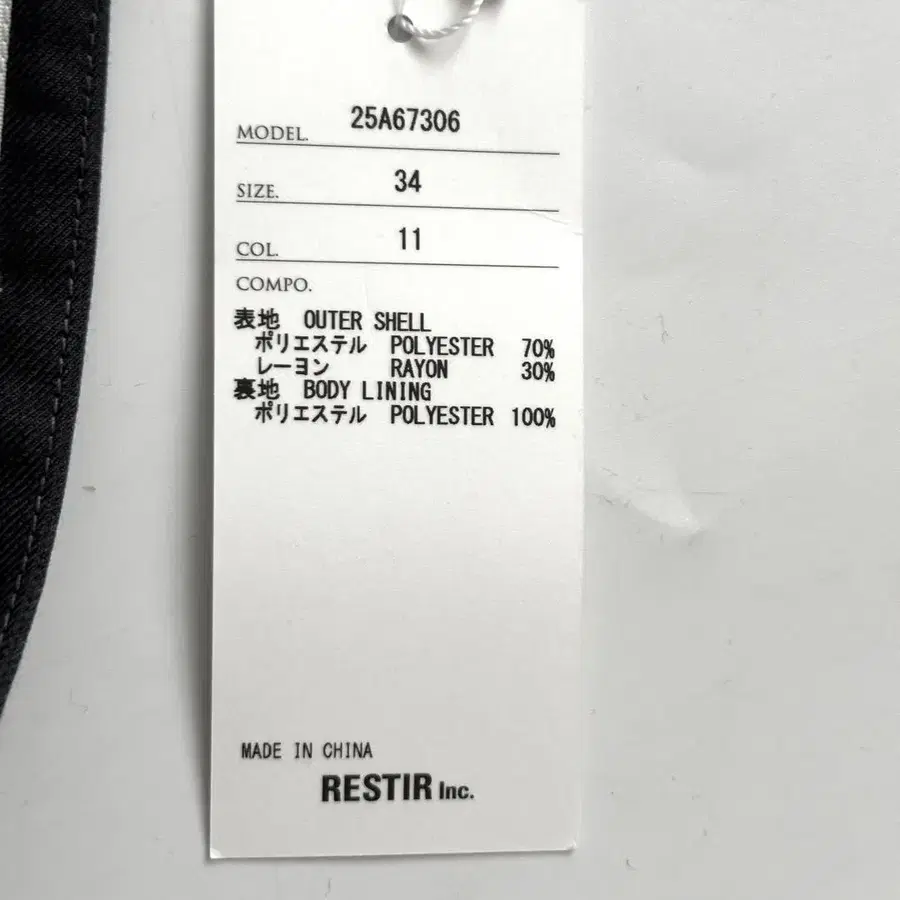 MODEL. 25A67306
SIZE. 34
COL. 11
COMPO.
表地 OUTER SHELL
ポリエステル POLYESTER 70%
レーヨン RAYON 30%
裏地 BODY LINING
ポリエステル POLYESTER 100%
MADE IN CHINA
RESTIR Inc.